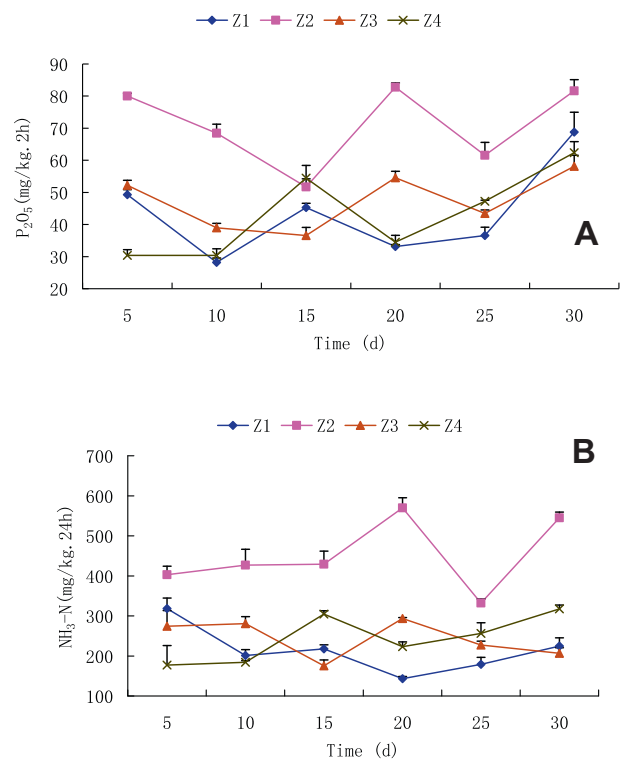 Z1 Z2 Z3 Z4
P₂O₅(mg/kg.2h)
90
80
70
60
50
40
30
20
A
5 10 15 20 25 30
Time (d)
Z1 Z2 Z3 Z4
B
NH₃-N(mg/kg.24h)
700
600
500
400
300
200
100
5 10 15 20 25 30
Time (d)